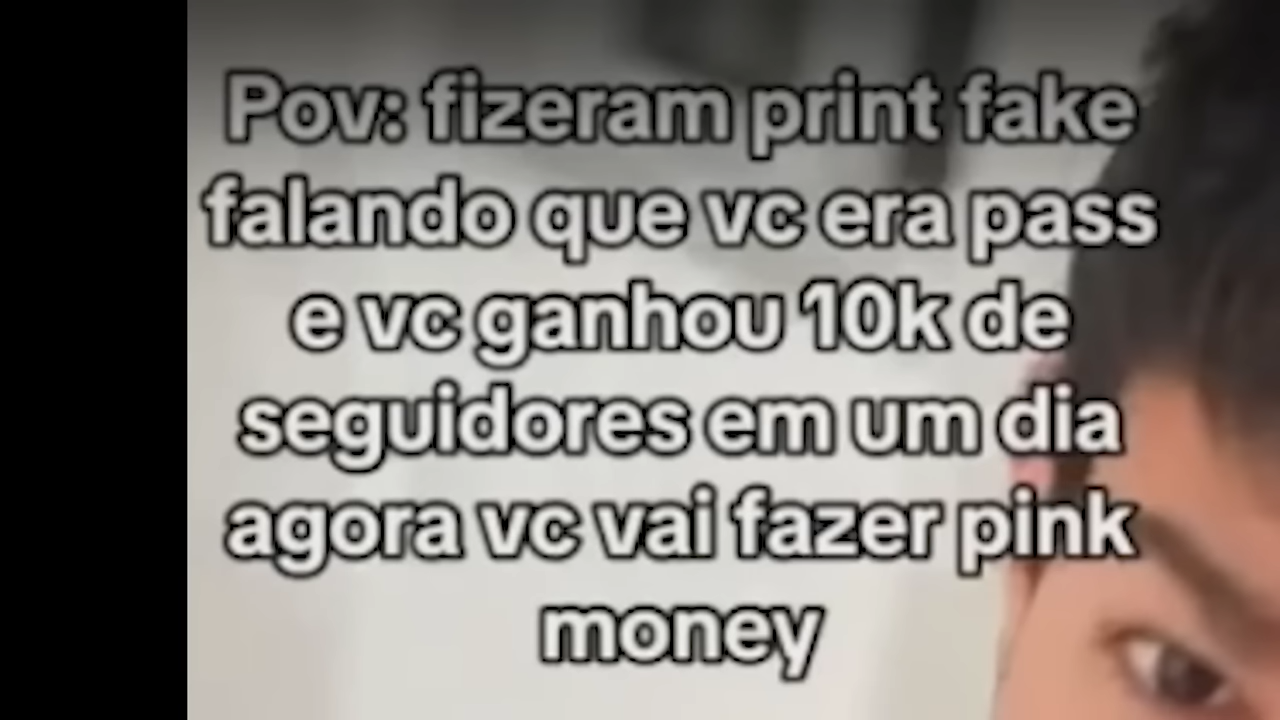 Pov: fizeram print fake
falando que vc era pass
e vc ganhou 10k de
seguidores em um dia
agora vc vai fazer pink
money